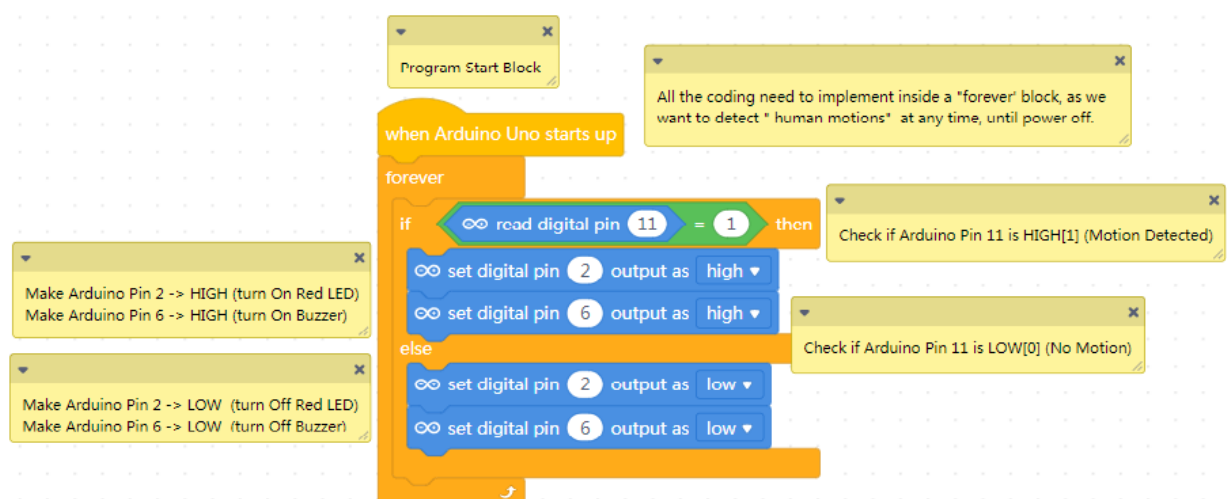 Program Start Block
All the coding need to implement inside a "forever' block, as we
want to detect " human motions"  at any time, until power off.
when Arduino Uno starts up
forever
if read digital pin 11 = 1 then
Check if Arduino Pin 11 is HIGH[1] (Motion Detected)
Make Arduino Pin 2 -> HIGH (turn On Red LED)
Make Arduino Pin 6 -> HIGH (turn On Buzzer)
set digital pin 2 output as high
set digital pin 6 output as high
else
Check if Arduino Pin 11 is LOW[0] (No Motion)
Make Arduino Pin 2 -> LOW  (turn Off Red LED)
Make Arduino Pin 6 -> LOW  (turn Off Buzzer)
set digital pin 2 output as low
set digital pin 6 output as low